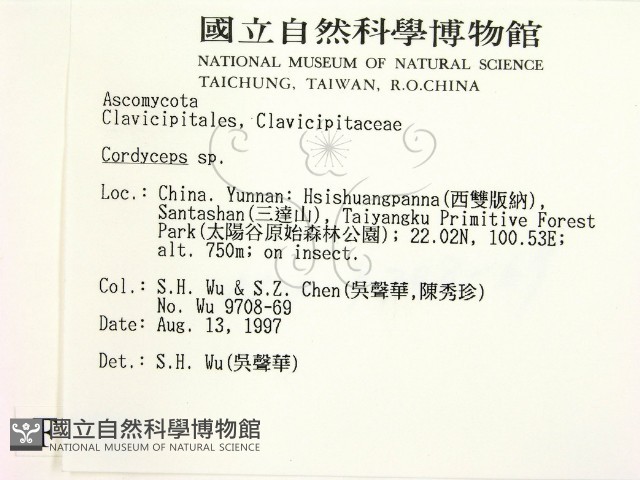 國立自然科學博物館
NATIONAL MUSEUM OF NATURAL SCIENCE
TAICHUNG, TAIWAN, R.O.CHINA
Ascomycota
Clavicipitales, Clavicipitaceae
Cordyceps sp.
Loc.: China. Yunnan: Hsishuangpanna(西雙版納),
Santashan(三達山), Taiyangku Primitive Forest
Park(太陽谷原始森林公園); 22.02N, 100.53E;
alt. 750m; on insect.
Col.: S.H. Wu & S.Z. Chen(吳聲華,陳秀珍)
No. Wu 9708-69
Date: Aug. 13, 1997
Det.: S.H. Wu(吳聲華)
F
國立自然科學博物館
NATIONAL MUSEUM OF NATURAL SCIENCE